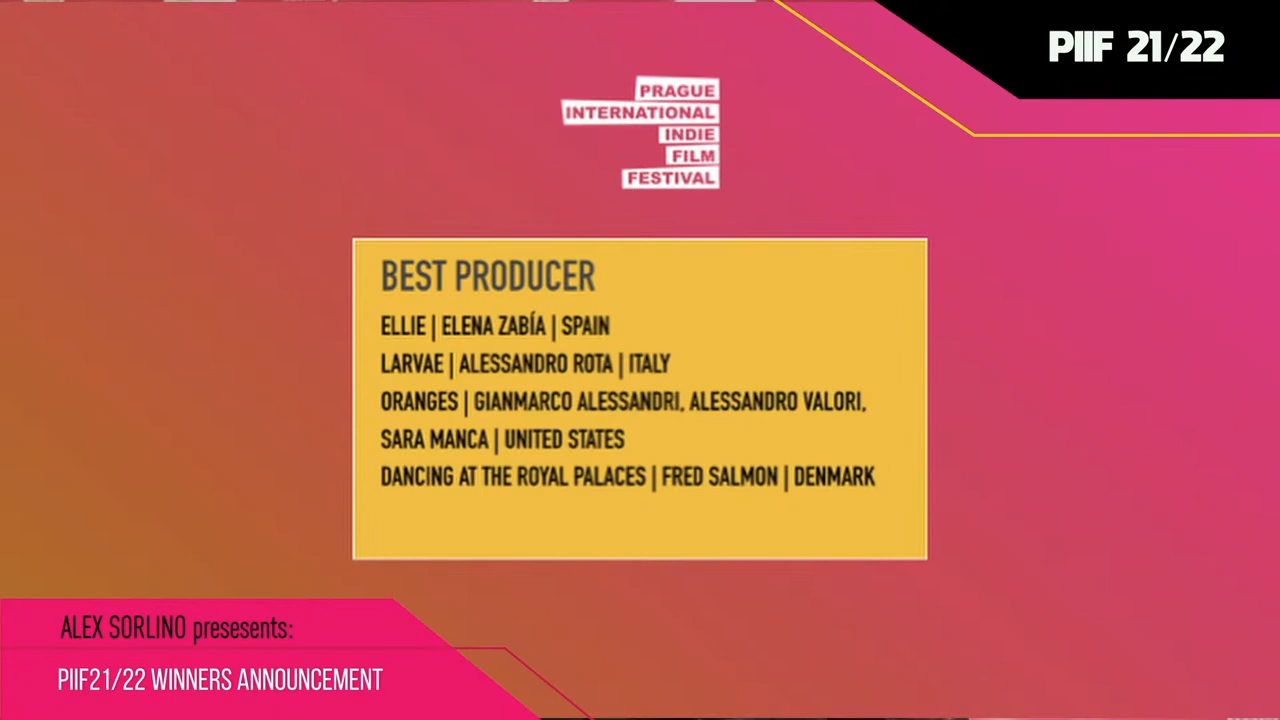 PIIF 21/22
PRAGUE
INTERNATIONAL
INDIE
FILM
FESTIVAL
BEST PRODUCER
ELLIE | ELENA ZABÍA | SPAIN
LARVAE | ALESSANDRO ROTA | ITALY
ORANGES | GIANMARCO ALESSANDRI, ALESSANDRO VALORI,
SARA MANCA | UNITED STATES
DANCING AT THE ROYAL PALACES | FRED SALMON | DENMARK
ALEX SORLINO presesents:
PIIF21/22 WINNERS ANNOUNCEMENT